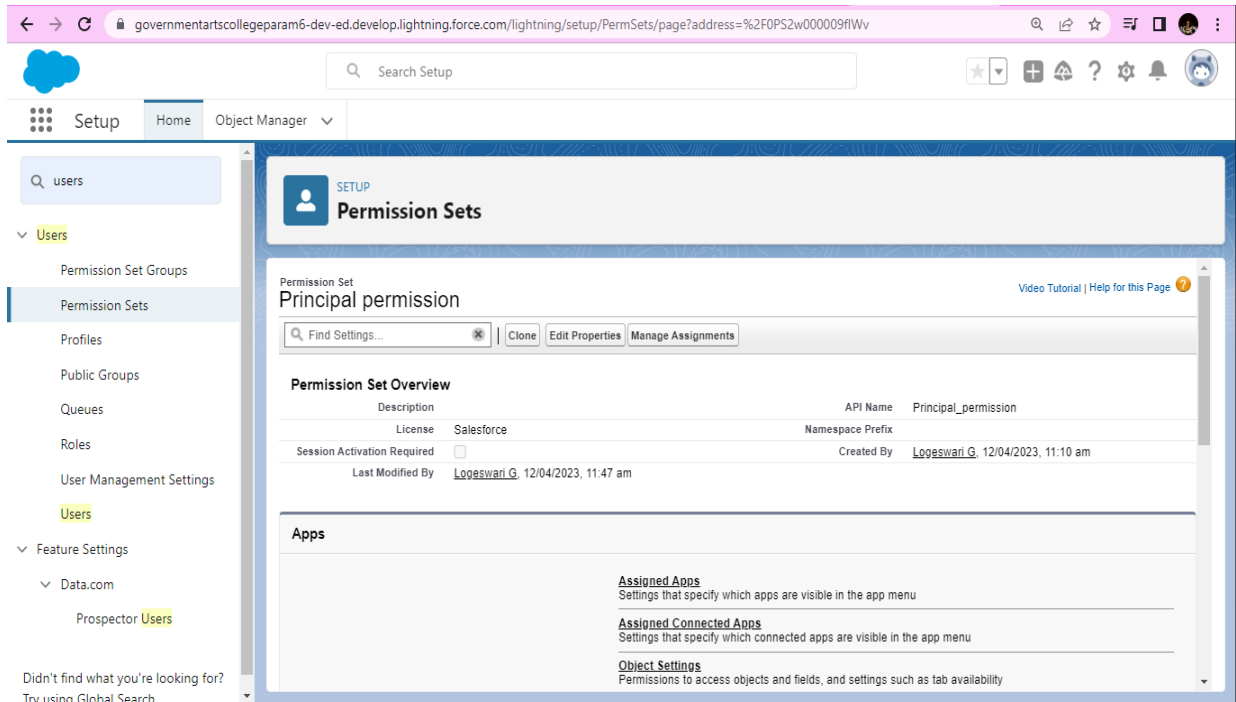 governmentartscollegeparam6-dev-ed.develop.lightning.force.com/lightning/setup/PermSets/page?address=%2F0PS2w000009flWv
Search Setup
Setup
Home
Object Manager
users
Users
Permission Set Groups
Permission Sets
Profiles
Public Groups
Queues
Roles
User Management Settings
Users
Feature Settings
Data.com
Prospector Users
Didn't find what you're looking for?
Try using Global Search
SETUP
Permission Sets
Permission Set
Principal permission
Video Tutorial | Help for this Page ?
Find Settings...
Clone Edit Properties Manage Assignments
Permission Set Overview
Description
API Name Principal_permission
License Salesforce
Namespace Prefix
Session Activation Required
Created By Logeswari G, 12/04/2023, 11:10 am
Last Modified By Logeswari G, 12/04/2023, 11:47 am
Apps
Assigned Apps
Settings that specify which apps are visible in the app menu
Assigned Connected Apps
Settings that specify which connected apps are visible in the app menu
Object Settings
Permissions to access objects and fields, and settings such as tab availability